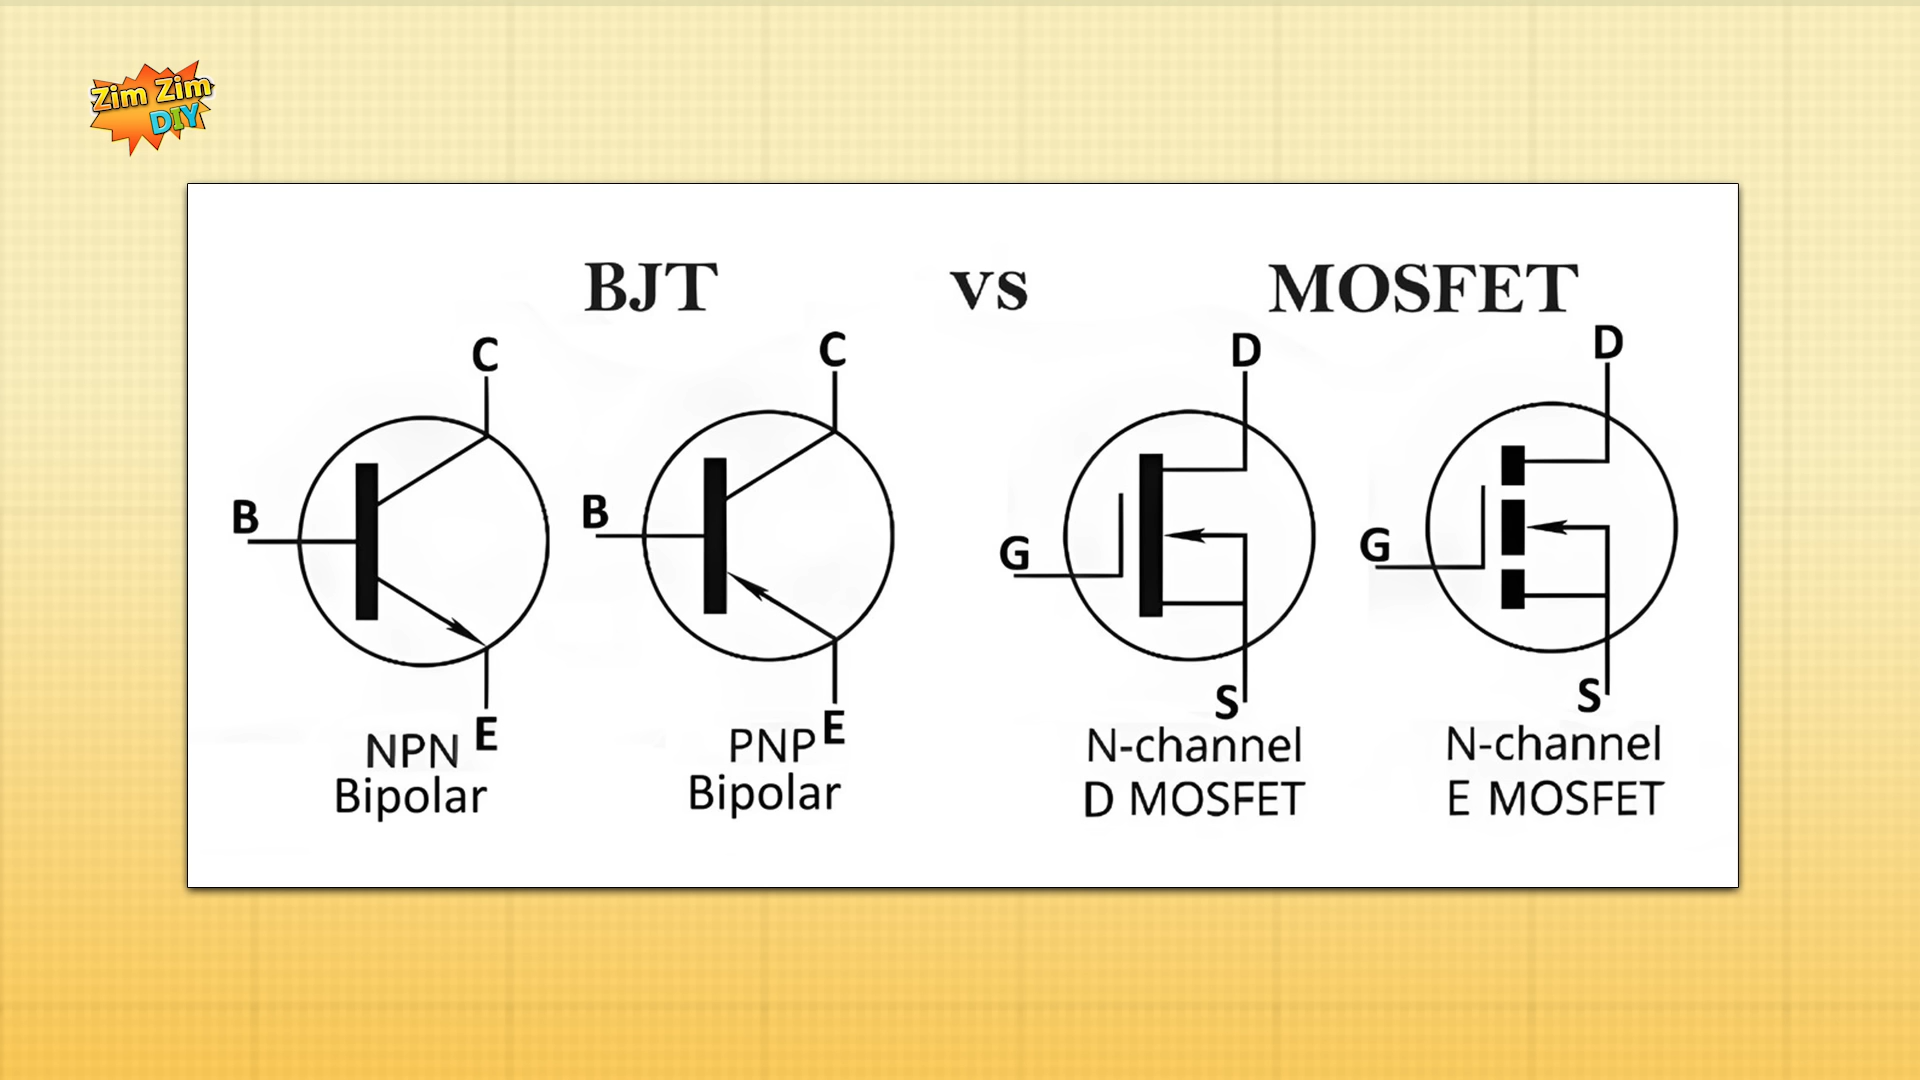 Zim Zim
DIY
BJT vs MOSFET
C
B
E
NPN
Bipolar
C
B
E
PNP
Bipolar
D
G
S
N-channel
D MOSFET
D
G
S
N-channel
E MOSFET